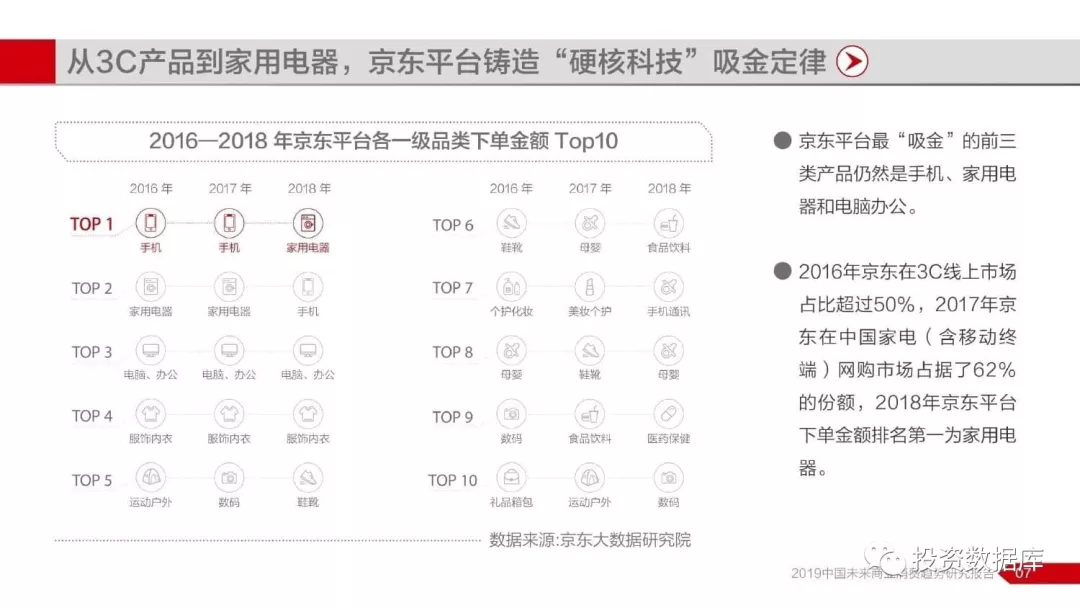 从3C产品到家用电器，京东平台铸造“硬核科技”吸金定律
2016—2018 年京东平台各一级品类下单金额 Top10
2016 年 2017 年 2018 年
TOP 1
手机 手机 家用电器
TOP 2
家用电器 家用电器 手机
TOP 3
电脑、办公 电脑、办公 电脑、办公
TOP 4
服饰内衣 服饰内衣 服饰内衣
TOP 5
运动户外 数码 鞋靴
2016 年 2017 年 2018 年
TOP 6
鞋靴 母婴 食品饮料
TOP 7
个护化妆 美妆个护 手机通讯
TOP 8
母婴 鞋靴 母婴
TOP 9
数码 食品饮料 医药保健
TOP 10
礼品箱包 运动户外 数码
数据来源:京东大数据研究院
京东平台最“吸金”的前三
类产品仍然是手机、家用电
器和电脑办公。
2016年京东在3C线上市场
占比超过50%，2017年京
东在中国家电（含移动终
端）网购市场占据了62%
的份额，2018年京东平台
下单金额排名第一为家用电
器。
投资数据库
2019中国未来商业消费趋势研究报告
07